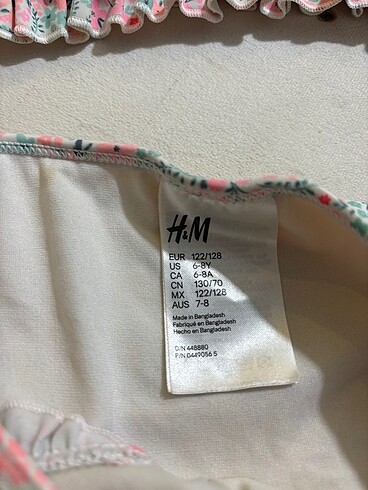 H&M
EUR 122/128
US 6-8Y
CA 6-8A
CN 130/70
MX 122/128
AUS 7-8
Made in Bangladesh
Fabriqué en Bangladesh
Hecho en Bangladesh
D/N 448880
P/N 0449056 5